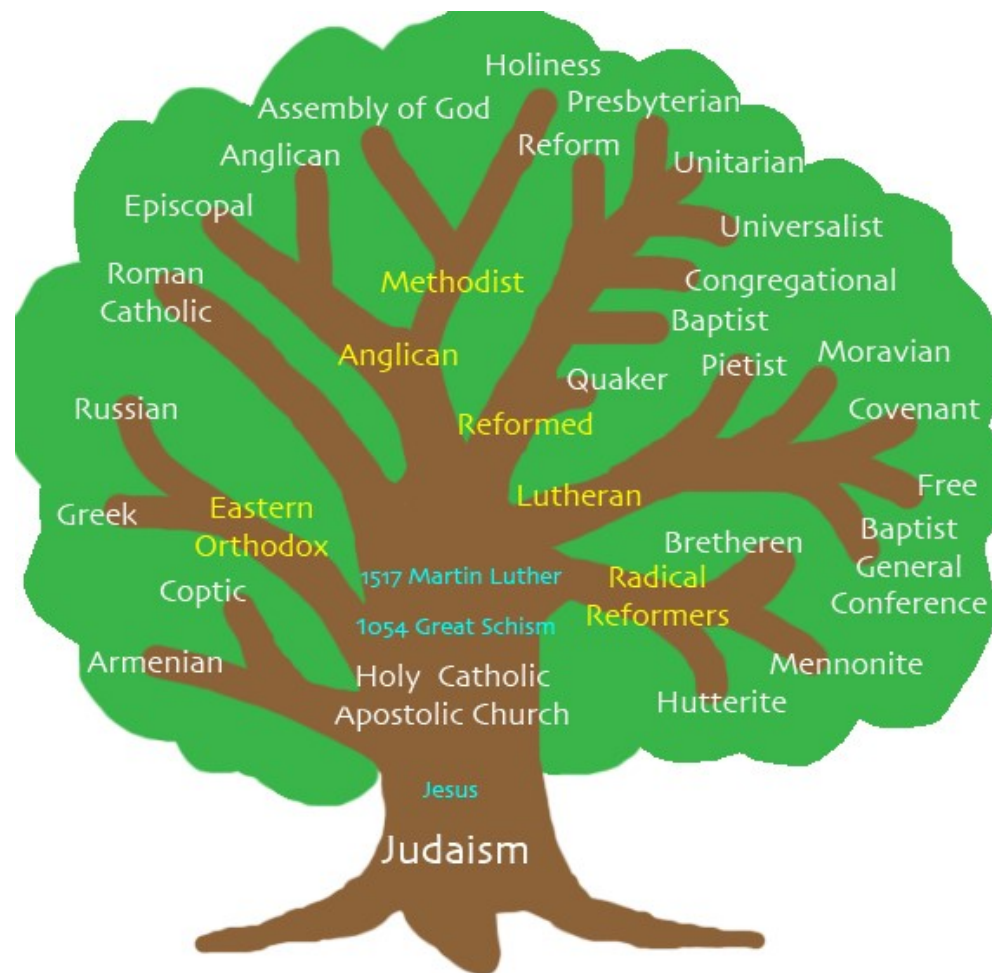 Holiness
Assembly of God
Presbyterian
Anglican
Reform
Unitarian
Episcopal
Universalist
Roman
Catholic
Methodist
Congregational
Baptist
Anglican
Quaker
Pietist
Moravian
Russian
Reformed
Covenant
Greek
Eastern
Orthodox
Lutheran
Free
Baptist
General
Conference
Bretheren
1517 Martin Luther
Radical
Reformers
Coptic
1054 Great Schism
Armenian
Holy Catholic
Apostolic Church
Mennonite
Hutterite
Jesus
Judaism